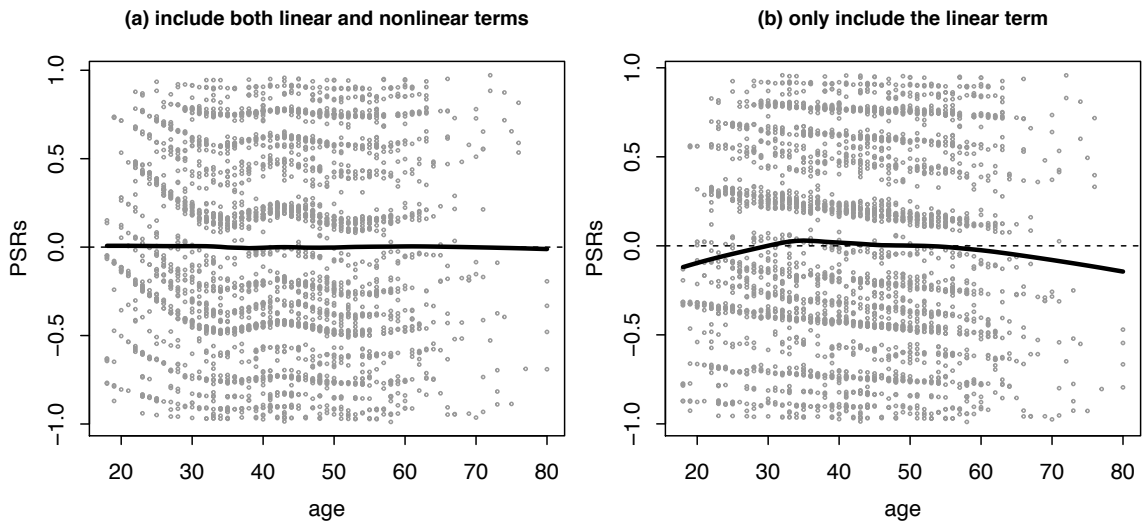 (a) include both linear and nonlinear terms
PSRs
1.0
0.5
0.0
−0.5
−1.0
20 30 40 50 60 70 80
age
(b) only include the linear term
PSRs
1.0
0.5
0.0
−0.5
−1.0
20 30 40 50 60 70 80
age